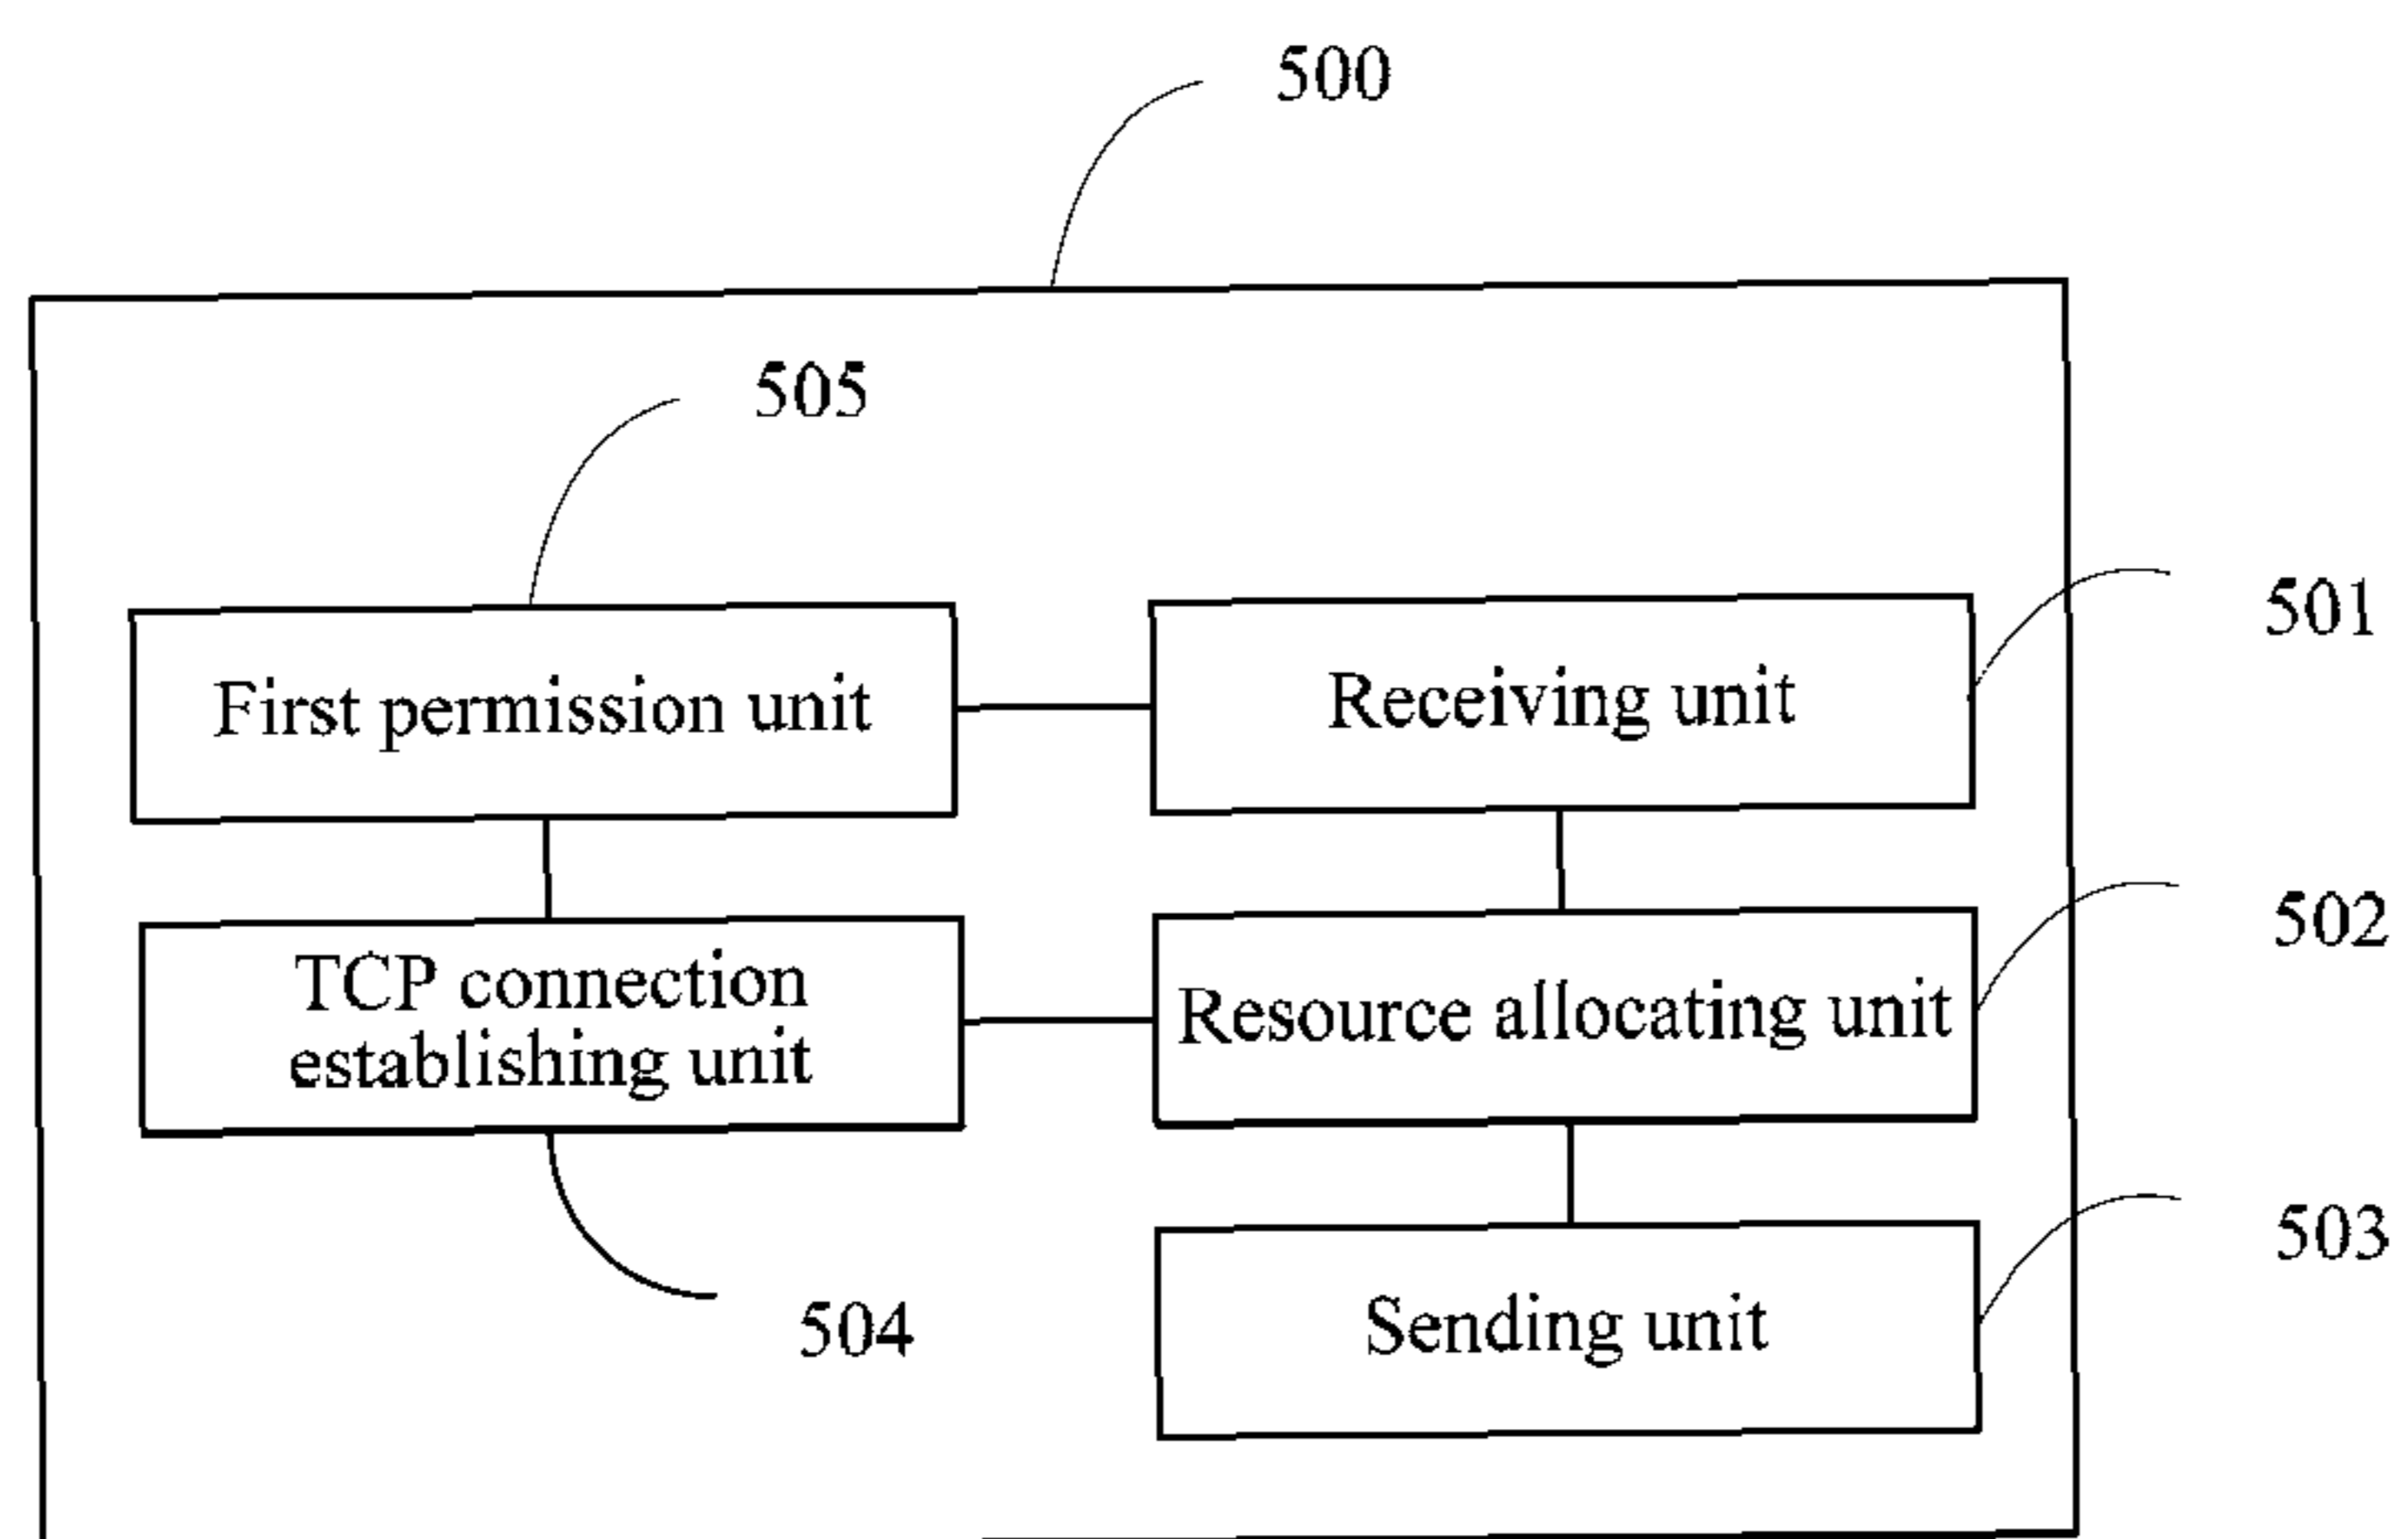 500
505
501
First permission unit
Receiving unit
502
TCP connection
establishing unit
Resource allocating unit
503
504
Sending unit